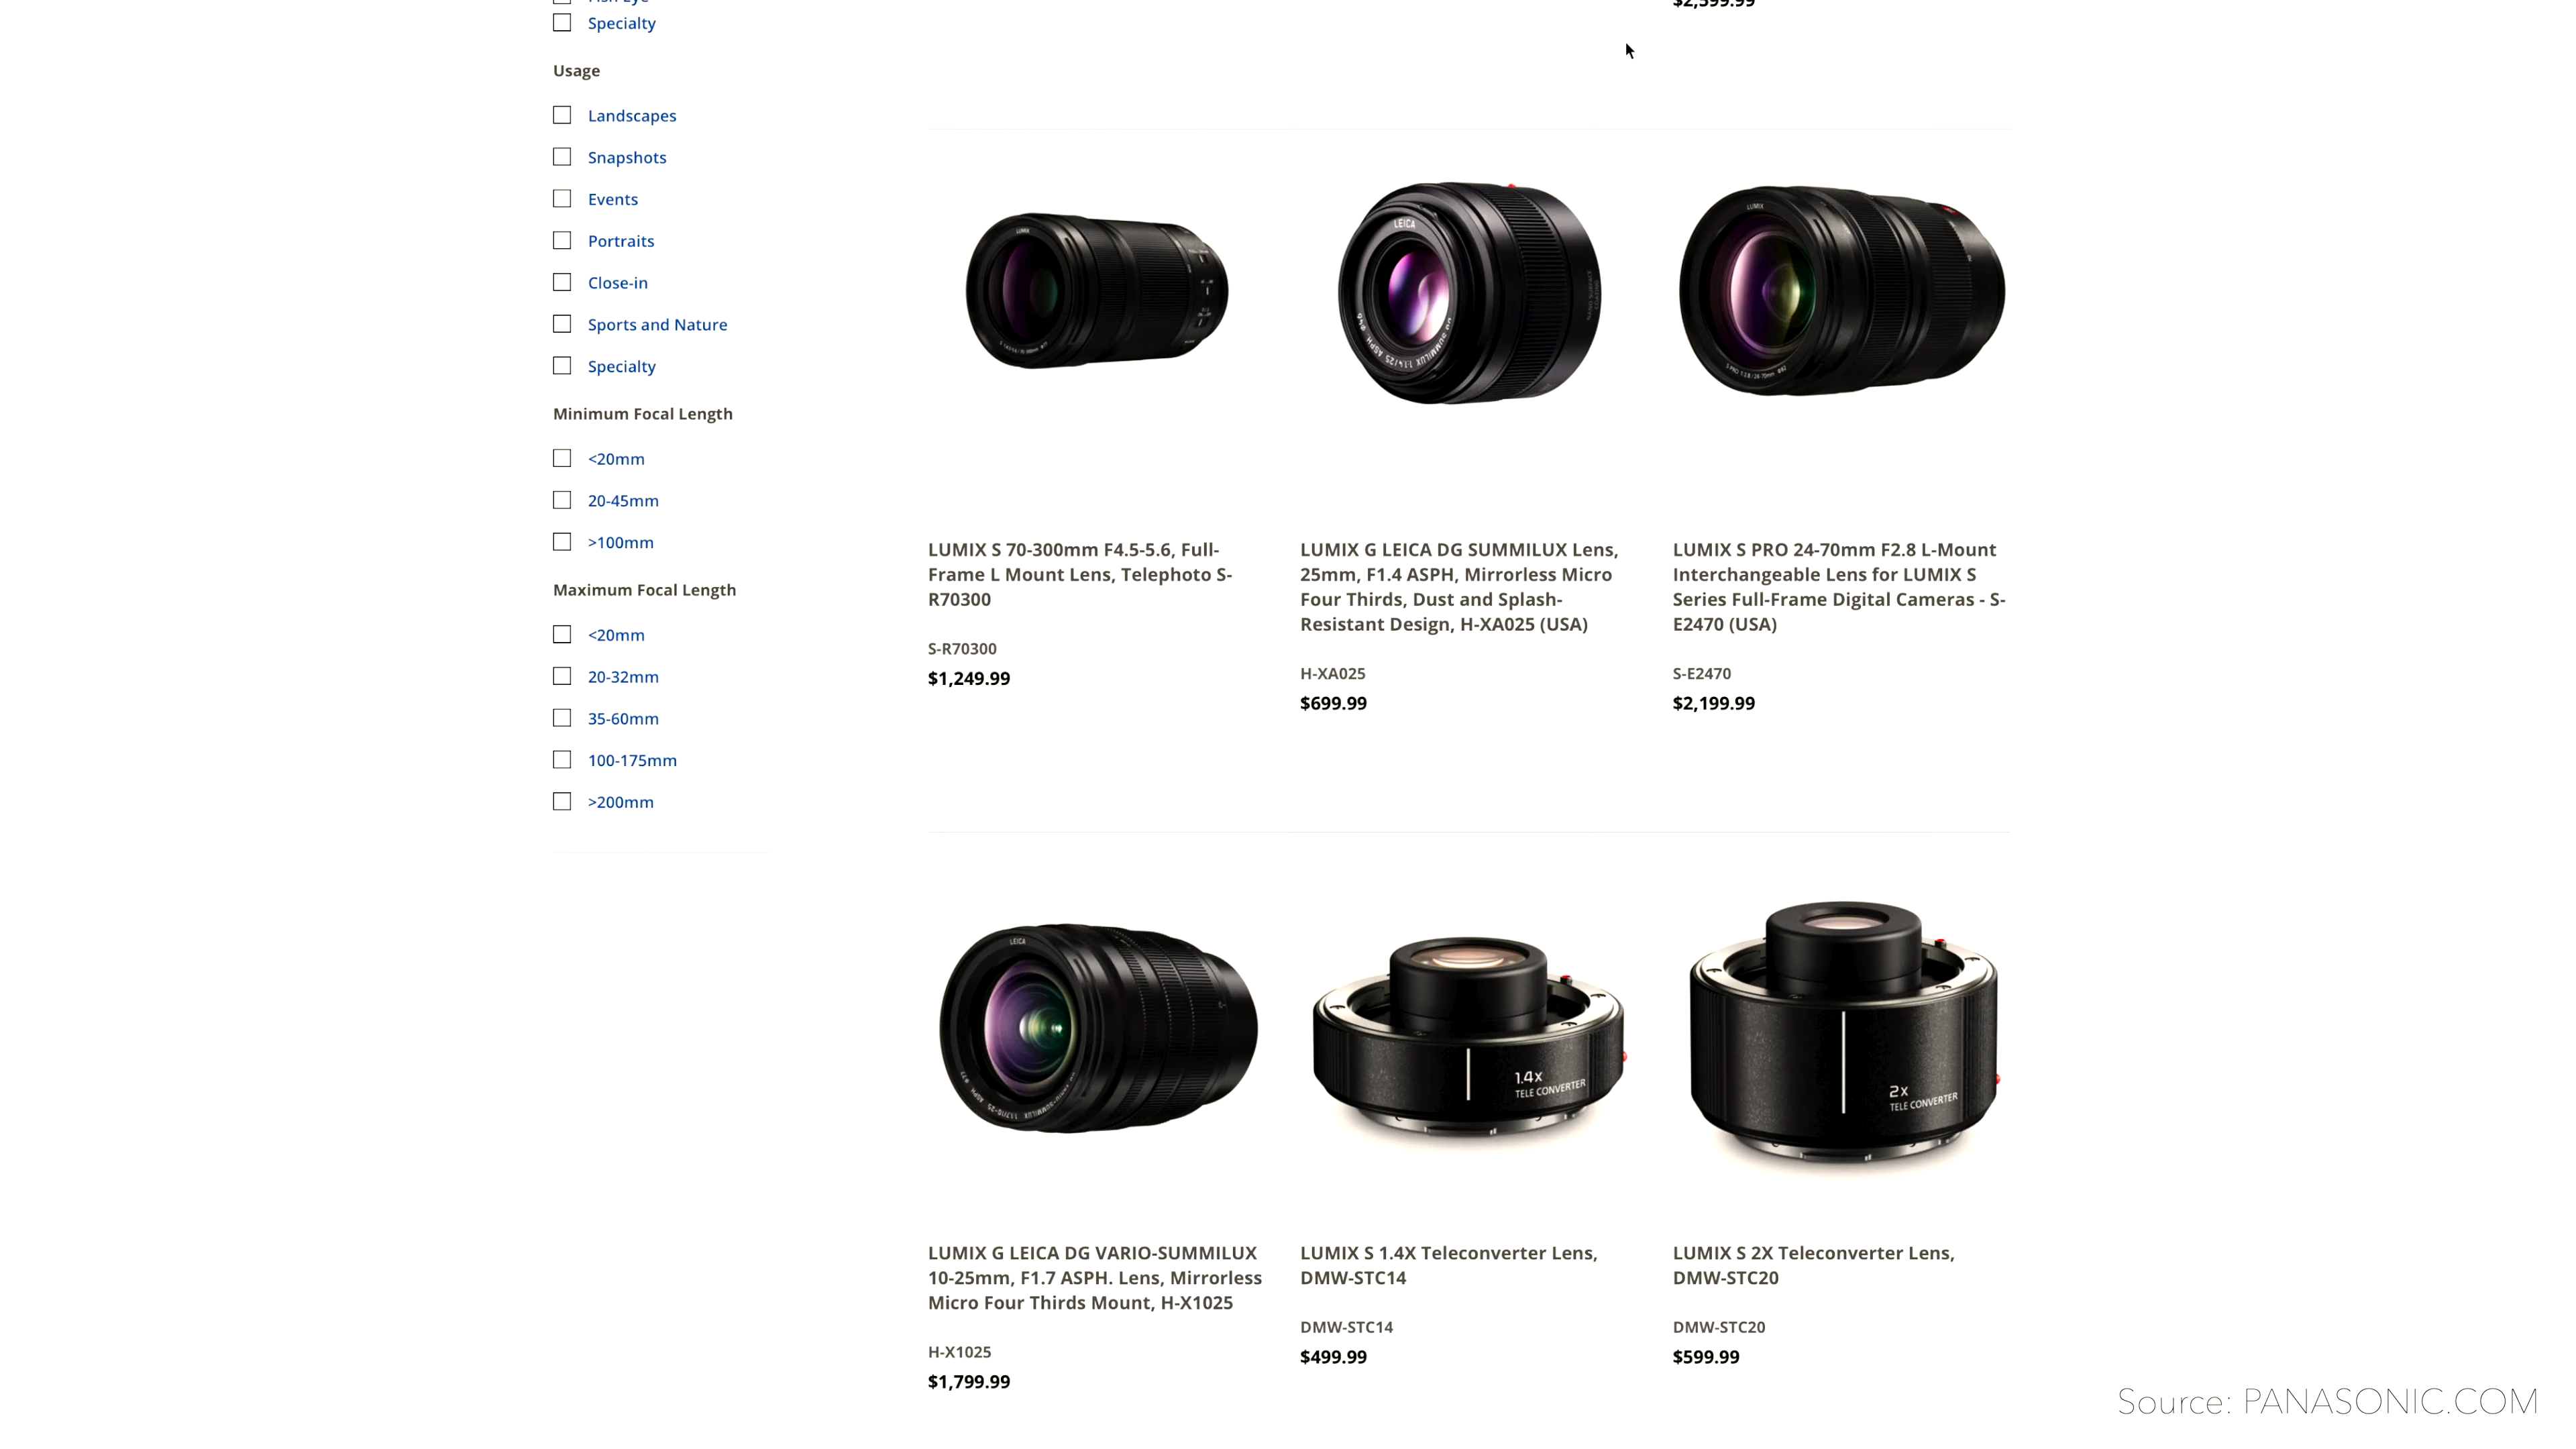 Specialty
Usage
Landscapes
Snapshots
Events
Portraits
Close-in
Sports and Nature
Specialty
Minimum Focal Length
<20mm
20-45mm
>100mm
Maximum Focal Length
<20mm
20-32mm
35-60mm
100-175mm
>200mm
$2,599.99
LUMIX
LEICA
LUMIX
LUMIX S 70-300mm F4.5-5.6, Full-
Frame L Mount Lens, Telephoto S-
R70300
S-R70300
$1,249.99
LUMIX G LEICA DG SUMMILUX Lens,
25mm, F1.4 ASPH, Mirrorless Micro
Four Thirds, Dust and Splash-
Resistant Design, H-XA025 (USA)
H-XA025
$699.99
LUMIX S PRO 24-70mm F2.8 L-Mount
Interchangeable Lens for LUMIX S
Series Full-Frame Digital Cameras - S-
E2470 (USA)
S-E2470
$2,199.99
LEICA
1.4x
TELE CONVERTER
2x
TELE CONVERTER
LUMIX G LEICA DG VARIO-SUMMILUX
10-25mm, F1.7 ASPH. Lens, Mirrorless
Micro Four Thirds Mount, H-X1025
H-X1025
$1,799.99
LUMIX S 1.4X Teleconverter Lens,
DMW-STC14
DMW-STC14
$499.99
LUMIX S 2X Teleconverter Lens,
DMW-STC20
DMW-STC20
$599.99
Source: PANASONIC.COM